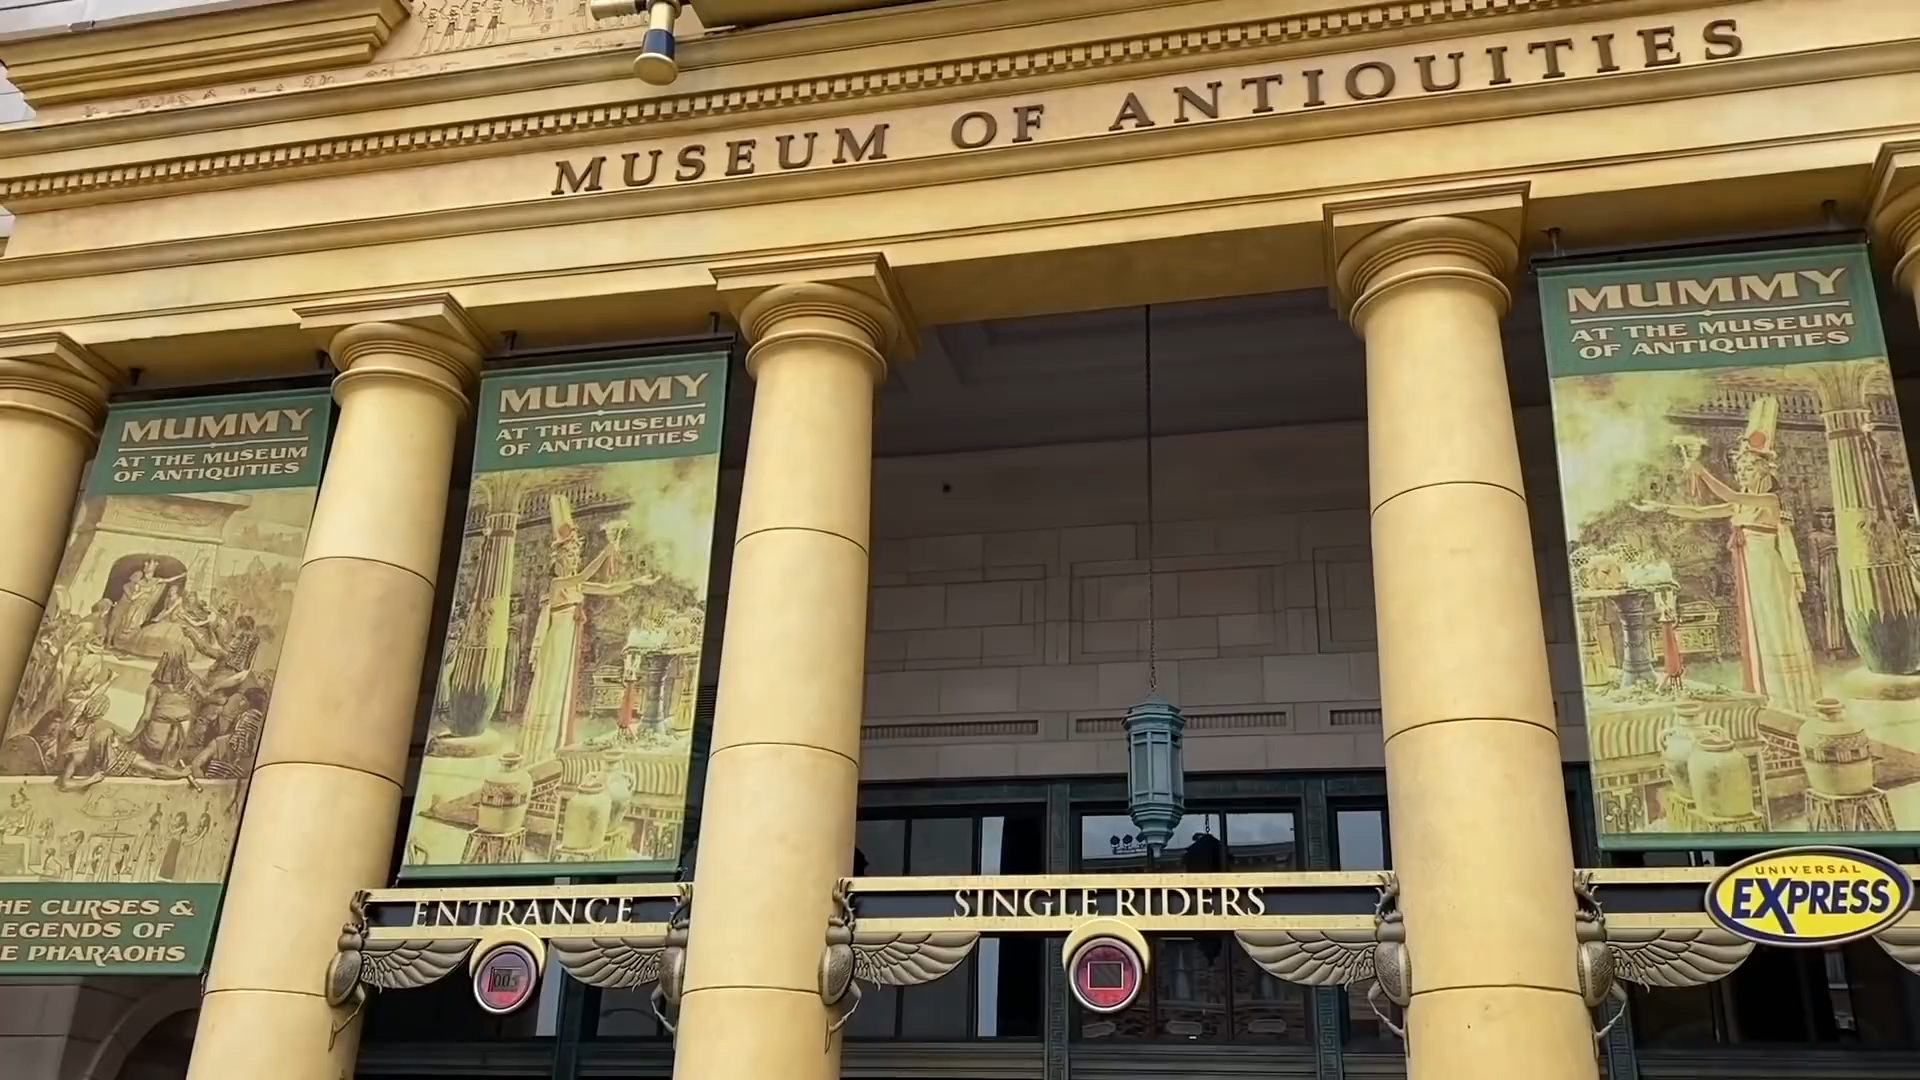 MUSEUM OF ANTIQUITIES
MUMMY
AT THE MUSEUM
OF ANTIQUITIES
HE CURSES &
EGENDS OF
E PHARAOHS
MUMMY
AT THE MUSEUM
OF ANTIQUITIES
MUMMY
AT THE MUSEUM
OF ANTIQUITIES
ENTRANCE
005
SINGLE RIDERS
UNIVERSAL
EXPRESS